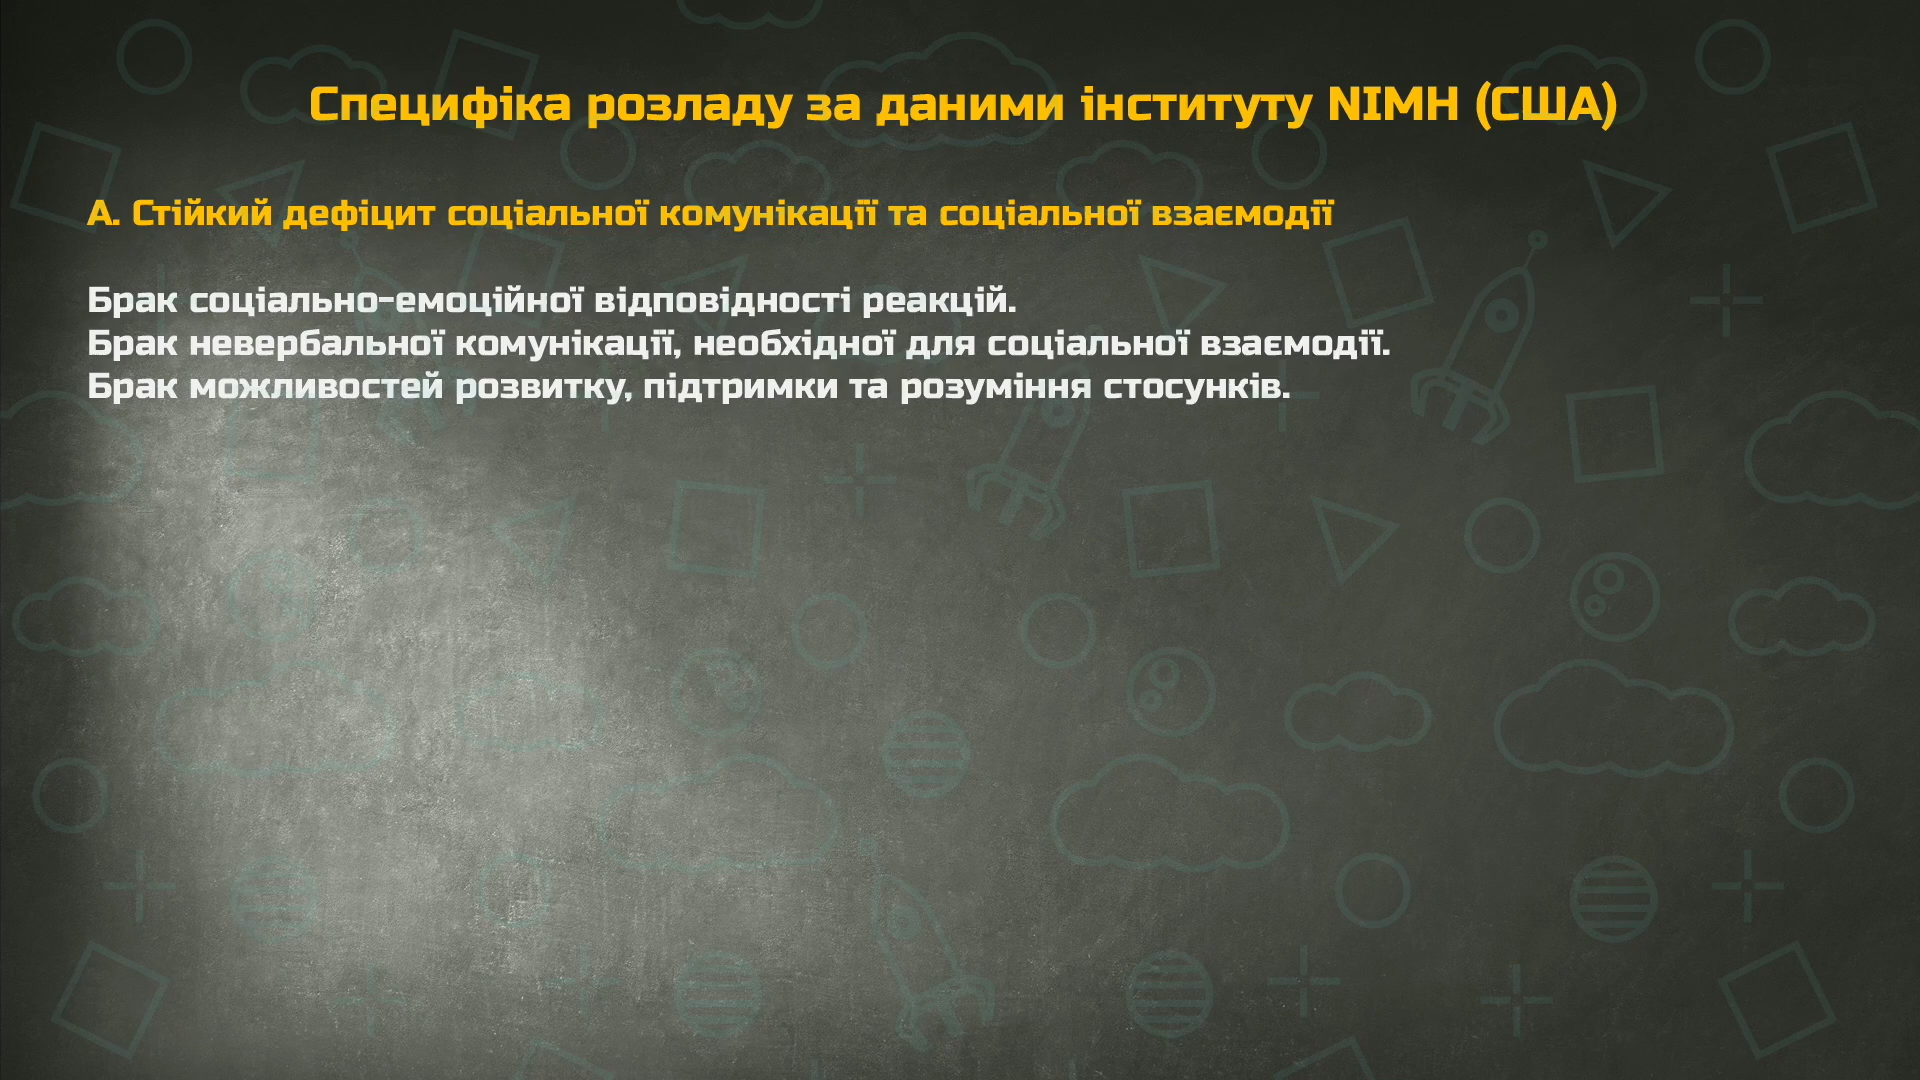 Специфіка розладу за даними інституту NIMH (США)
А. Стійкий дефіцит соціальної комунікації та соціальної взаємодії
Брак соціально-емоційної відповідності реакцій.
Брак невербальної комунікації, необхідної для соціальної взаємодії.
Брак можливостей розвитку, підтримки та розуміння стосунків.